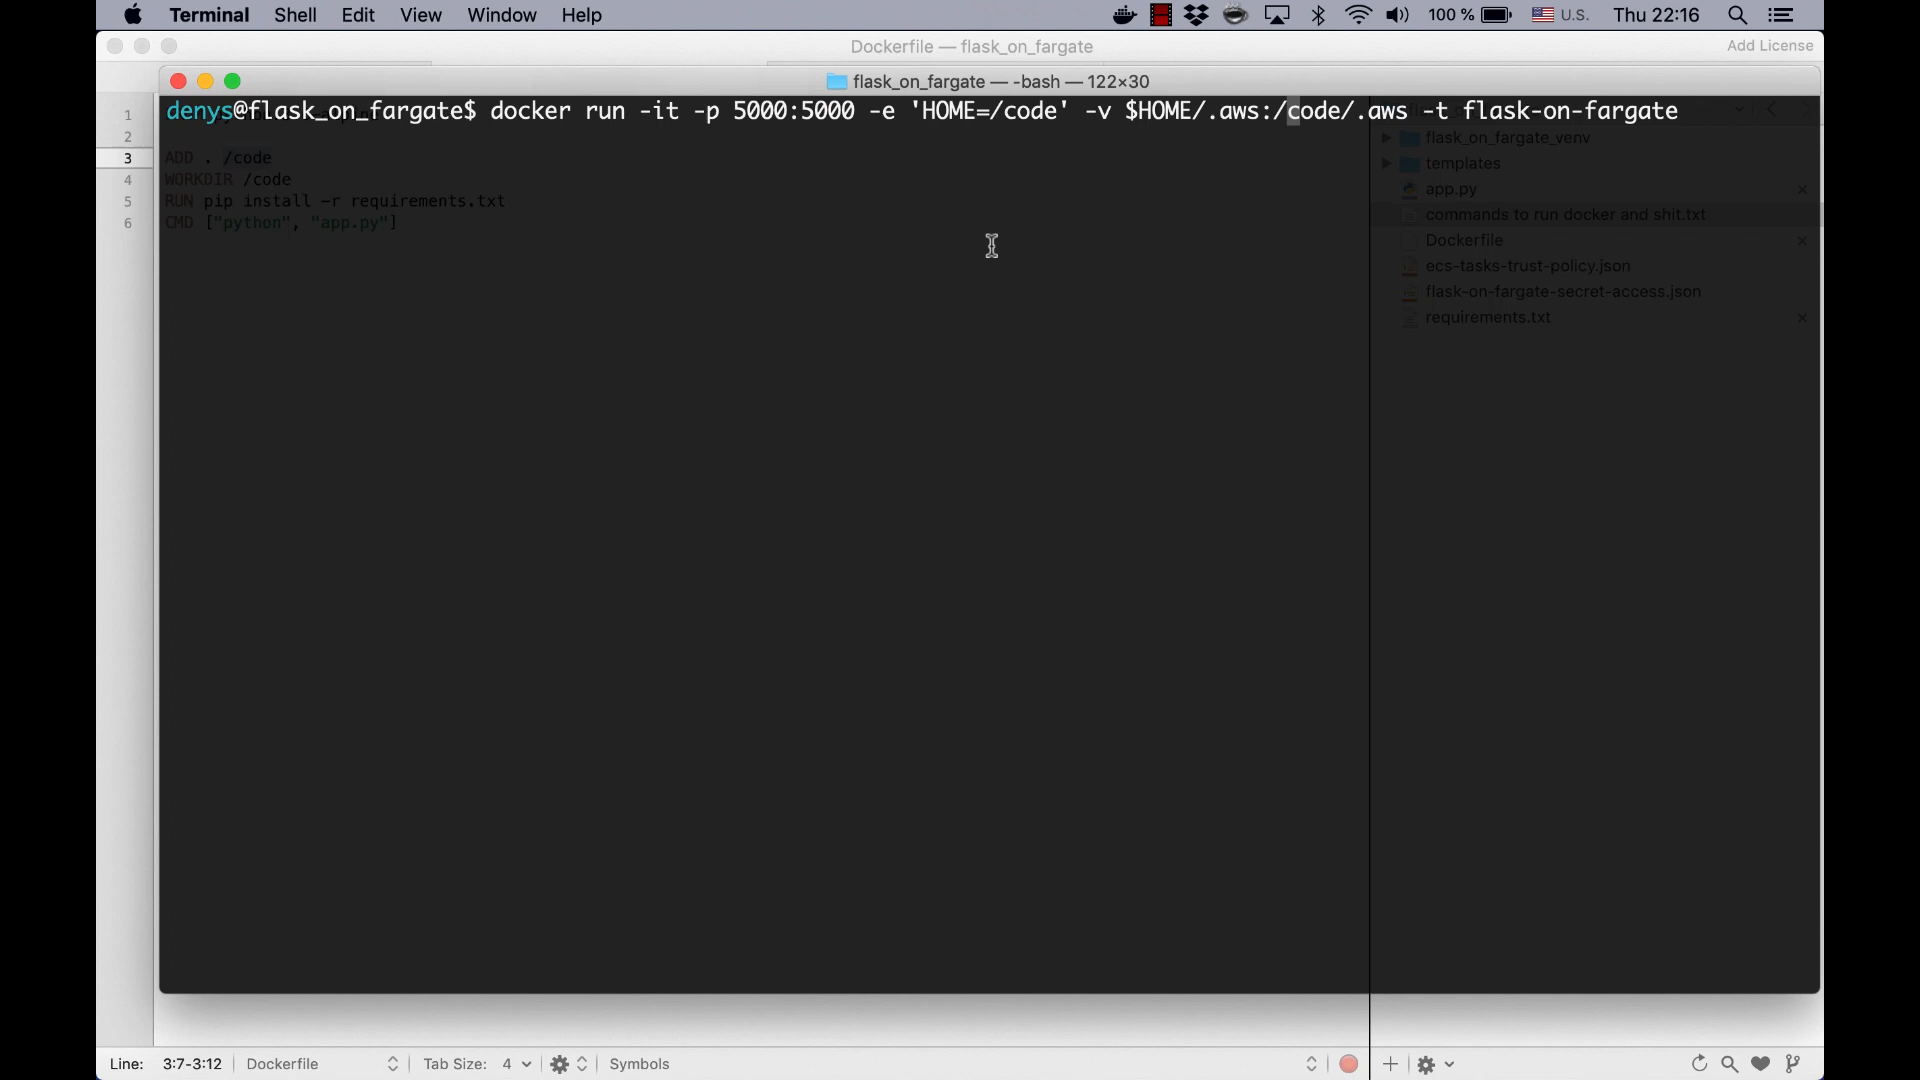 Terminal Shell Edit View Window Help 100 % U.S. Thu 22:16
Dockerfile — flask_on_fargate Add License
flask_on_fargate — -bash — 122×30
denys@flask_on_fargate$ docker run -it -p 5000:5000 -e 'HOME=/code' -v $HOME/.aws:/code/.aws -t flask-on-fargate
1
2
3 ADD . /code
4 WORKDIR /code
5 RUN pip install -r requirements.txt
6 CMD ["python", "app.py"]
flask_on_fargate_venv
templates
app.py
commands to run docker and shit.txt
Dockerfile
ecs-tasks-trust-policy.json
flask-on-fargate-secret-access.json
requirements.txt
Line: 3:7-3:12 Dockerfile Tab Size: 4 Symbols